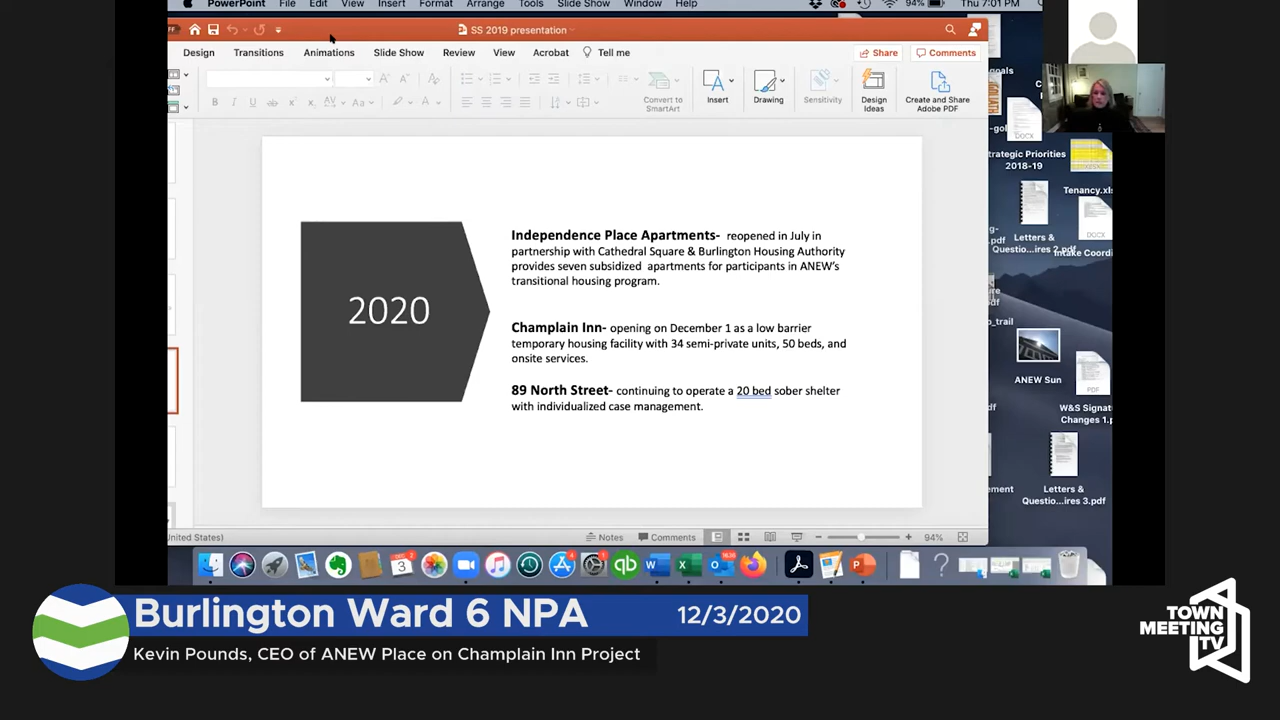 PowerPoint File Edit View Insert Format Arrange Tools Slide Show Window Help
94% Thu 7:01 PM
SS 2019 presentation
Design Transitions Animations Slide Show Review View Acrobat Tell me Share Comments
Convert to
SmartArt
Insert
Drawing
Sensitivity
Design
Ideas
Create and Share
Adobe PDF
2020
Independence Place Apartments- reopened in July in
partnership with Cathedral Square & Burlington Housing Authority
provides seven subsidized apartments for participants in ANEW's
transitional housing program.
Champlain Inn- opening on December 1 as a low barrier
temporary housing facility with 34 semi-private units, 50 beds, and
onsite services.
89 North Street- continuing to operate a 20 bed sober shelter
with individualized case management.
DOCX
2018-19
Tenancy.xls
DOCX
Letters &
Questio...ires 2.pdf
ANEW Sun
PDF
W&S Signat
Changes 1.p
Letters &
Questio...ires 3.pdf
United States)
Notes Comments 94%
Burlington Ward 6 NPA 12/3/2020
Kevin Pounds, CEO of ANEW Place on Champlain Inn Project
TOWN
MEETING
TV